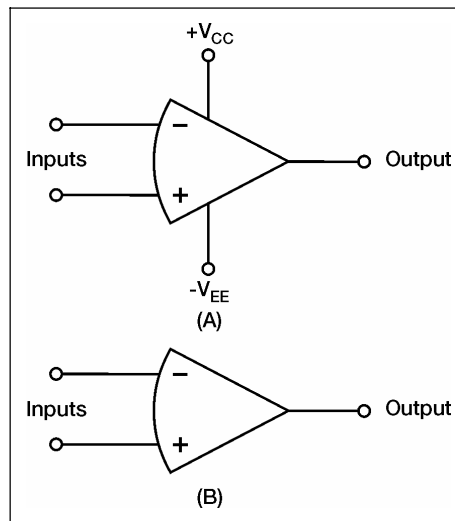 +VCC
−
Inputs
Output
+
-VEE
(A)
−
Inputs
Output
+
(B)